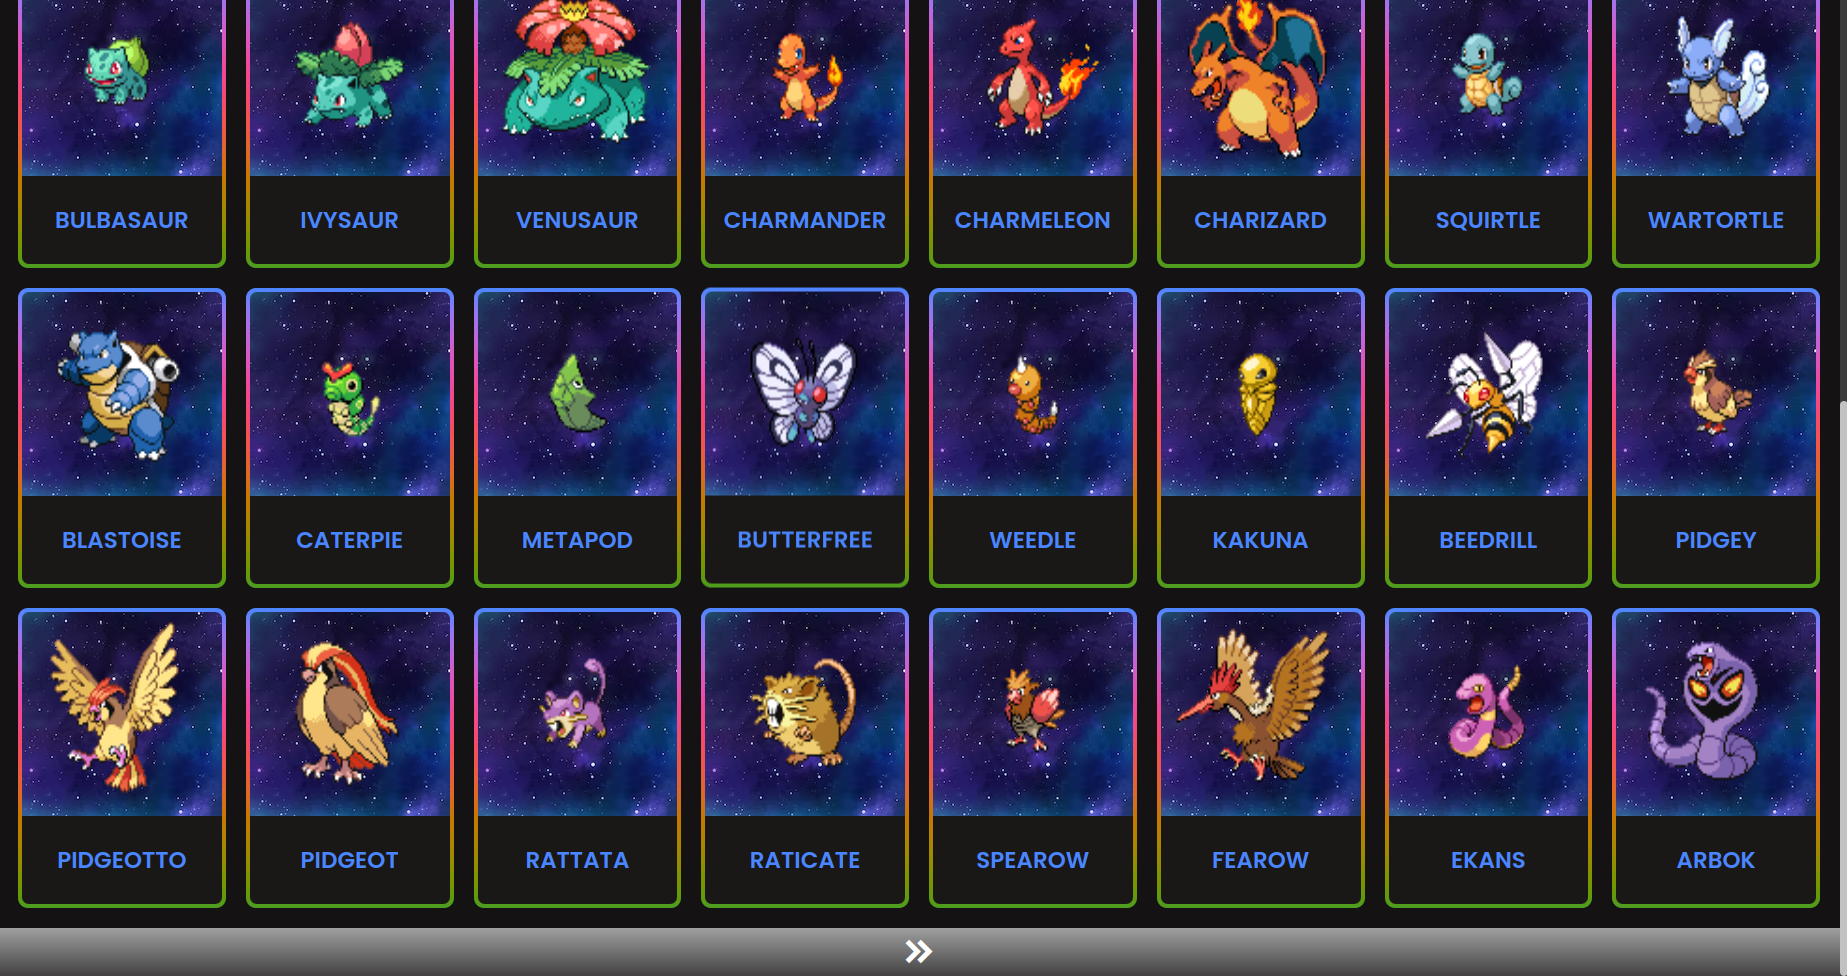 BULBASAUR
IVYSAUR
VENUSAUR
CHARMANDER
CHARMELEON
CHARIZARD
SQUIRTLE
WARTORTLE
BLASTOISE
CATERPIE
METAPOD
BUTTERFREE
WEEDLE
KAKUNA
BEEDRILL
PIDGEY
PIDGEOTTO
PIDGEOT
RATTATA
RATICATE
SPEAROW
FEAROW
EKANS
ARBOK